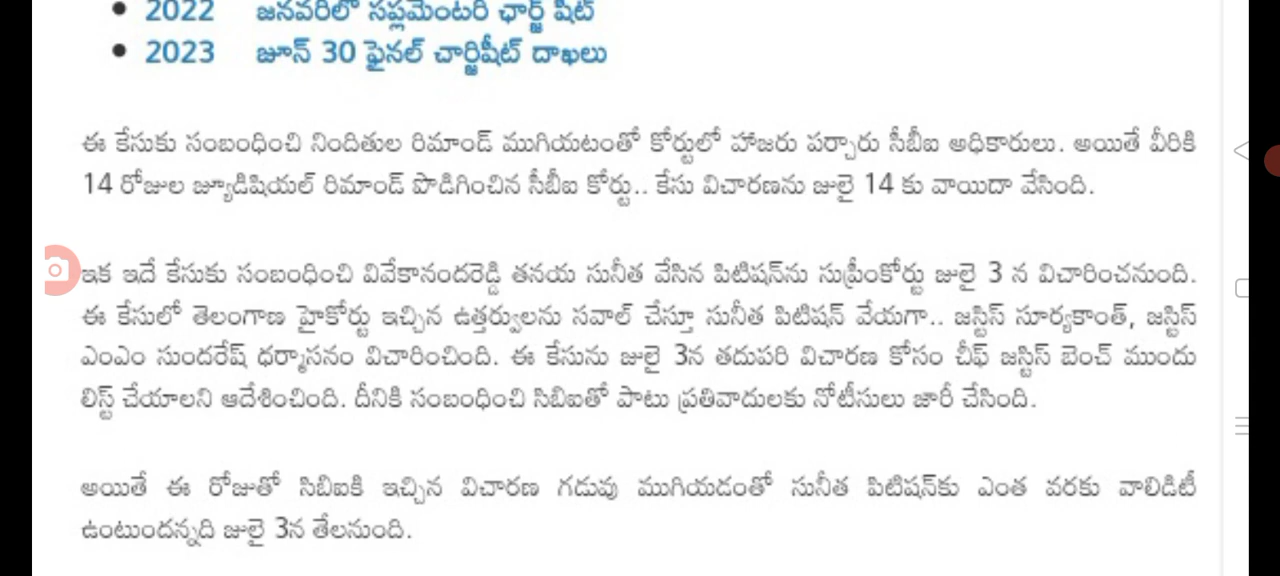 2022 జనవరిలో సప్లమెంటరీ ఛార్జ్ షీట్
2023 జూన్ 30 ఫైనల్ చార్జిషీట్ దాఖలు
ఈ కేసుకు సంబంధించి నిందితుల రిమాండ్ ముగియటంతో కోర్టులో హాజరు పర్చారు సీబీఐ అధికారులు. అయితే వీరికి
14 రోజుల జ్యూడిషియల్ రిమాండ్ పొడిగించిన సీబీఐ కోర్టు.. కేసు విచారణను జులై 14 కు వాయిదా వేసింది.
ఇక ఇదే కేసుకు సంబంధించి వివేకానందరెడ్డి తనయ సునీత వేసిన పిటిషన్‌ను సుప్రీంకోర్టు జులై 3 న విచారించనుంది.
ఈ కేసులో తెలంగాణ హైకోర్టు ఇచ్చిన ఉత్తర్వులను సవాల్ చేస్తూ సునీత పిటిషన్ వేయగా.. జస్టిస్ సూర్యకాంత్, జస్టిస్
ఎంఎం సుందరేష్ ధర్మాసనం విచారించింది. ఈ కేసును జులై 3న తదుపరి విచారణ కోసం చీఫ్ జస్టిస్ బెంచ్ ముందు
లిస్ట్ చేయాలని ఆదేశించింది. దీనికి సంబంధించి సిబిఐతో పాటు ప్రతివాదులకు నోటీసులు జారీ చేసింది.
అయితే ఈ రోజుతో సిబిఐకి ఇచ్చిన విచారణ గడువు ముగియడంతో సునీత పిటిషన్‌కు ఎంత వరకు వాలిడిటీ
ఉంటుందన్నది జులై 3న తేలనుంది.